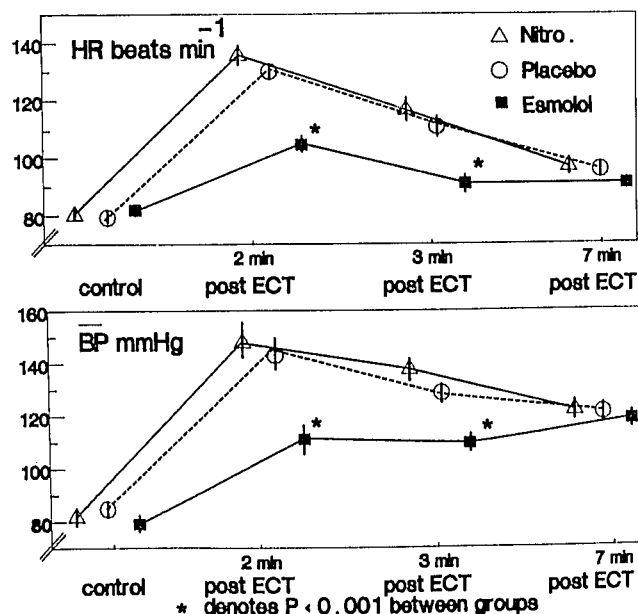 HR beats min⁻¹
△ Nitro.
○ Placebo
■ Esmolol
140
120
100
80
*
*
control
2 min
post ECT
3 min
post ECT
7 min
post ECT
B̅P̅ mmHg
160
140
120
100
80
*
*
control
2 min
post ECT
3 min
post ECT
7 min
post ECT
* denotes P < 0.001 between groups